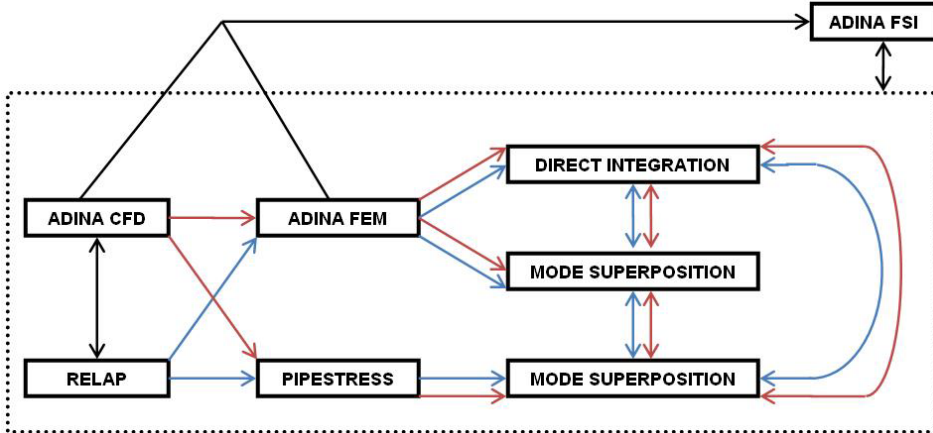 ADINA FSI
DIRECT INTEGRATION
ADINA CFD
ADINA FEM
MODE SUPERPOSITION
RELAP
PIPESTRESS
MODE SUPERPOSITION